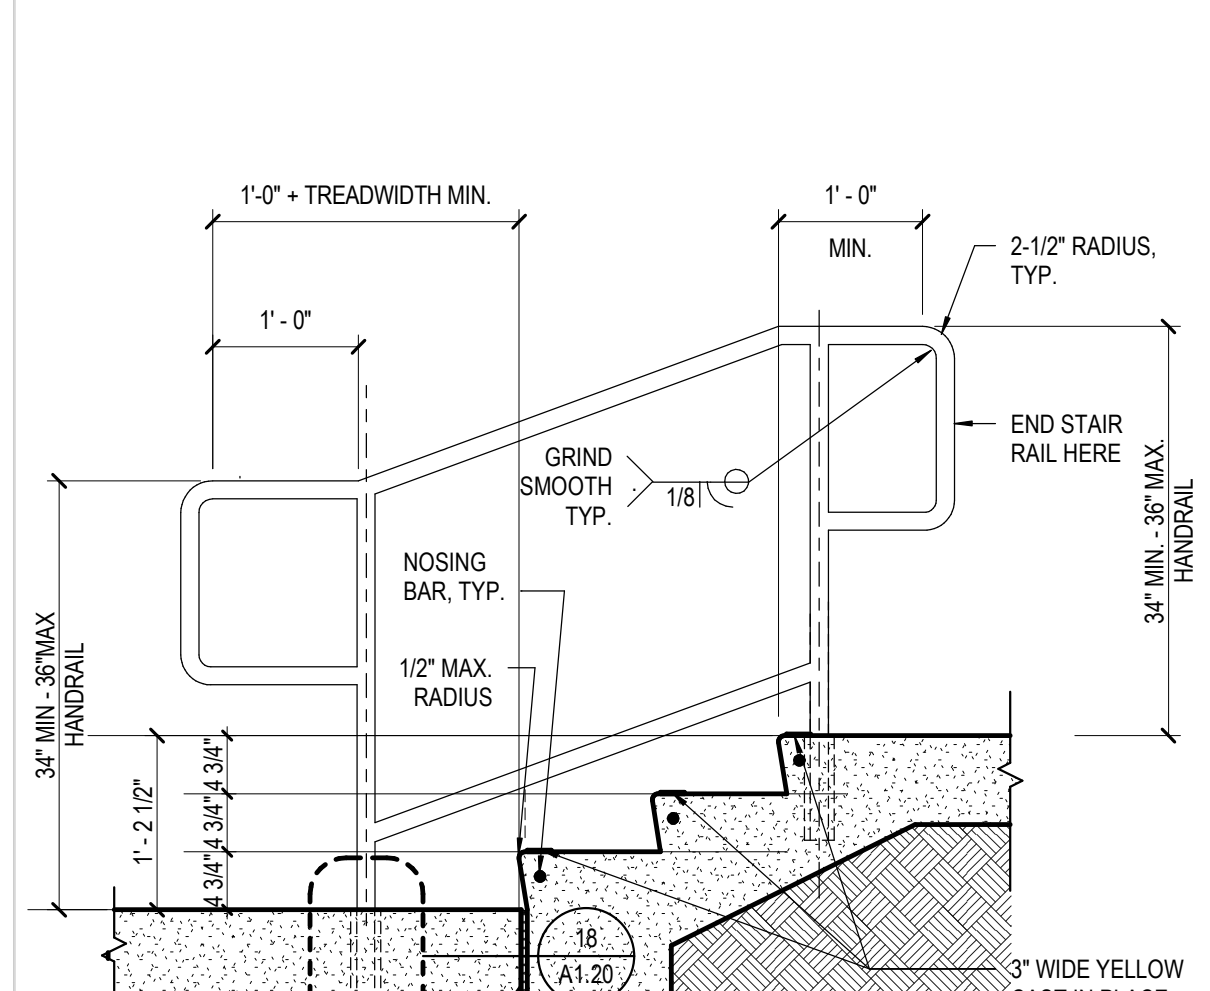 1'-0" + TREADWIDTH MIN.
1' - 0"
MIN.
2-1/2" RADIUS,
TYP.
1' - 0"
END STAIR
RAIL HERE
GRIND
SMOOTH
TYP.
1/8
34" MIN. - 36" MAX.
HANDRAIL
NOSING
BAR, TYP.
1/2" MAX.
RADIUS
34" MIN - 36"MAX
HANDRAIL
1' - 2 1/2"
4 3/4"
4 3/4"
4 3/4"
18
A1.20
3" WIDE YELLOW
CAST IN PLACE